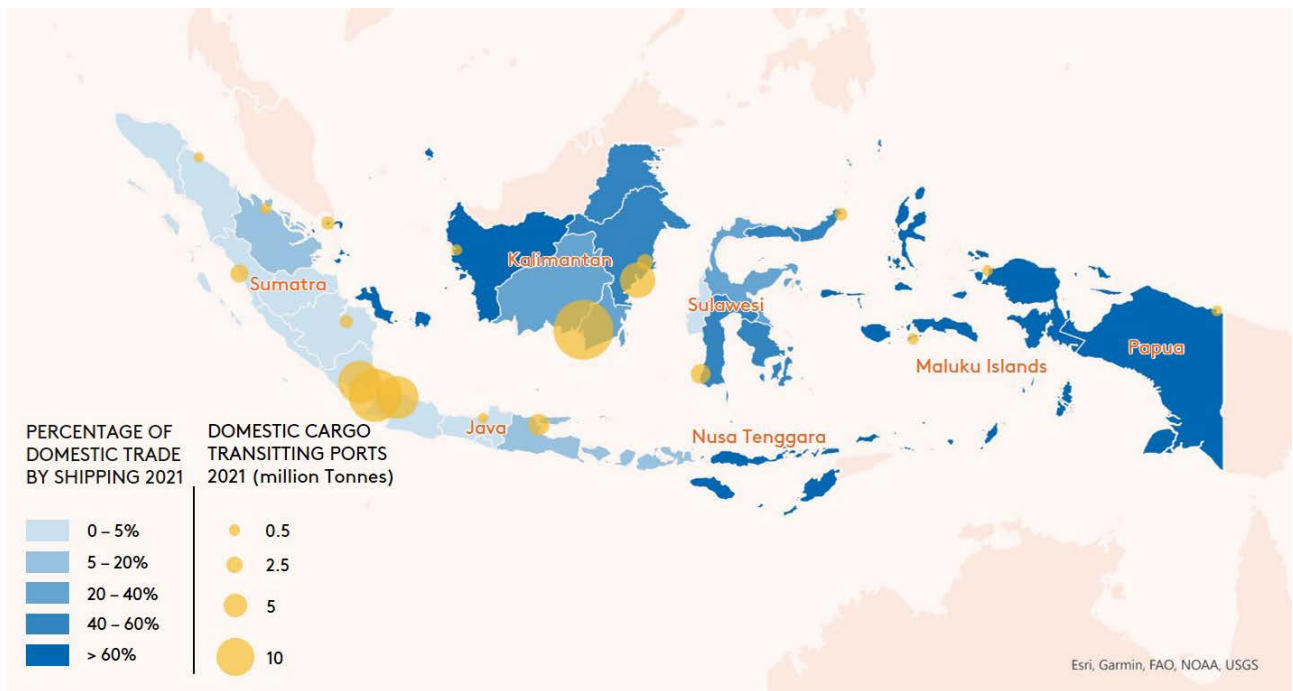 Kalimantan
Sumatra
Sulawesi
Papua
Maluku Islands
Java
Nusa Tenggara
PERCENTAGE OF
DOMESTIC TRADE
BY SHIPPING 2021
0 – 5%
5 – 20%
20 – 40%
40 – 60%
> 60%
DOMESTIC CARGO
TRANSITTING PORTS
2021 (million Tonnes)
0.5
2.5
5
10
Esri, Garmin, FAO, NOAA, USGS